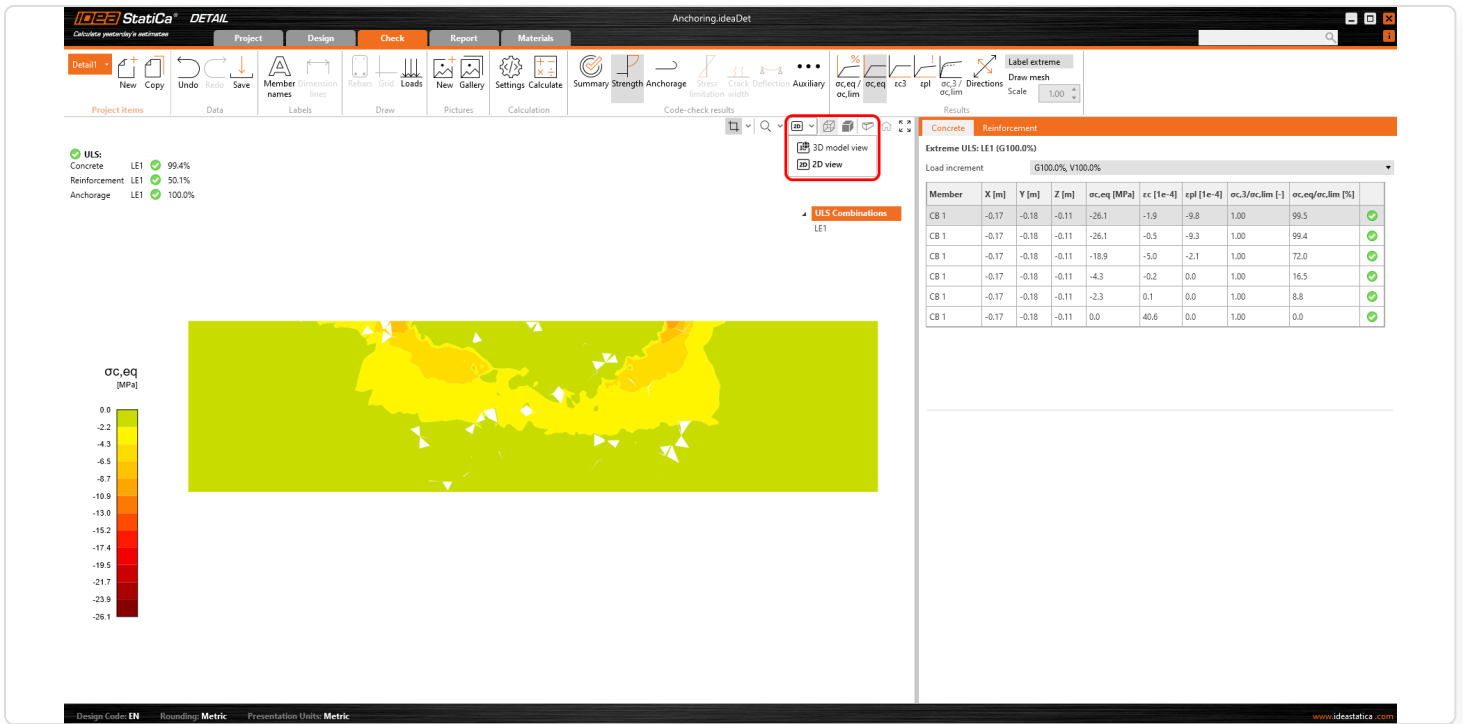 IDEA StatiCa® DETAIL
Calculate yesterday's estimates
Anchoring.ideaDet
Project Design Check Report Materials
Detail1
New Copy Undo Redo Save Member names Dimension lines Rebars Grid Loads New Gallery Settings Calculate Summary Strength Anchorage Stress limitation Crack width Deflection Auxiliary σc,eq / σc,lim σc,eq εc3 εpl σc,3 / σc,lim Directions
Label extreme
Draw mesh
Scale 1.00
Project items Data Labels Draw Pictures Calculation Code-check results Results
2D
3D model view
2D 2D view
ULS:
Concrete LE1 99.4%
Reinforcement LE1 50.1%
Anchorage LE1 100.0%
ULS Combinations
LE1
σc,eq
[MPa]
0.0
-2.2
-4.3
-6.5
-8.7
-10.9
-13.0
-15.2
-17.4
-19.5
-21.7
-23.9
-26.1
Concrete Reinforcement
Extreme ULS: LE1 (G100.0%)
Load increment G100.0%, V100.0%
Member X [m] Y [m] Z [m] σc,eq [MPa] εc [1e-4] εpl [1e-4] σc,3/σc,lim [-] σc,eq/σc,lim [%]
CB 1 -0.17 -0.18 -0.11 -26.1 -1.9 -9.8 1.00 99.5
CB 1 -0.17 -0.18 -0.11 -26.1 -0.5 -9.3 1.00 99.4
CB 1 -0.17 -0.18 -0.11 -18.9 -5.0 -2.1 1.00 72.0
CB 1 -0.17 -0.18 -0.11 -4.3 -0.2 0.0 1.00 16.5
CB 1 -0.17 -0.18 -0.11 -2.3 0.1 0.0 1.00 8.8
CB 1 -0.17 -0.18 -0.11 0.0 40.6 0.0 1.00 0.0
Design Code: EN Rounding: Metric Presentation Units: Metric
www.ideastatica.com